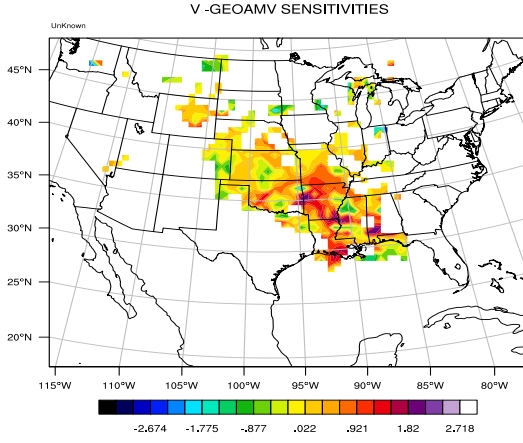 V -GEOAMV SENSITIVITIES
UnKnown
45°N
40°N
35°N
30°N
25°N
20°N
115°W 110°W 105°W 100°W 95°W 90°W 85°W 80°W
-2.674 -1.775 -.877 .022 .921 1.82 2.718